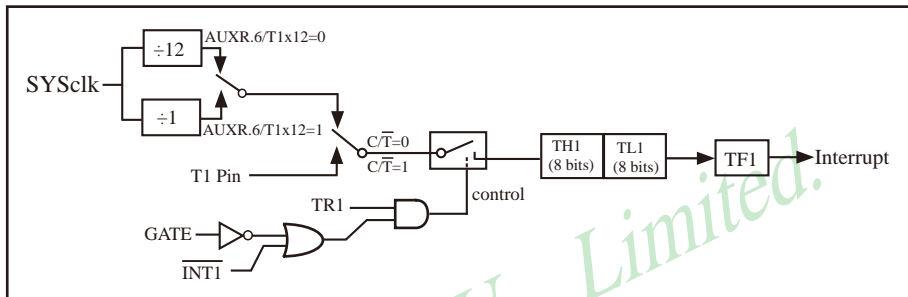 ÷12
AUXR.6/T1x12=0
SYSclk
÷1
AUXR.6/T1x12=1
C/T̅=0
C/T̅=1
T1 Pin
TH1
(8 bits)
TL1
(8 bits)
TF1
Interrupt
control
TR1
GATE
I̅N̅T̅1̅
Limited.